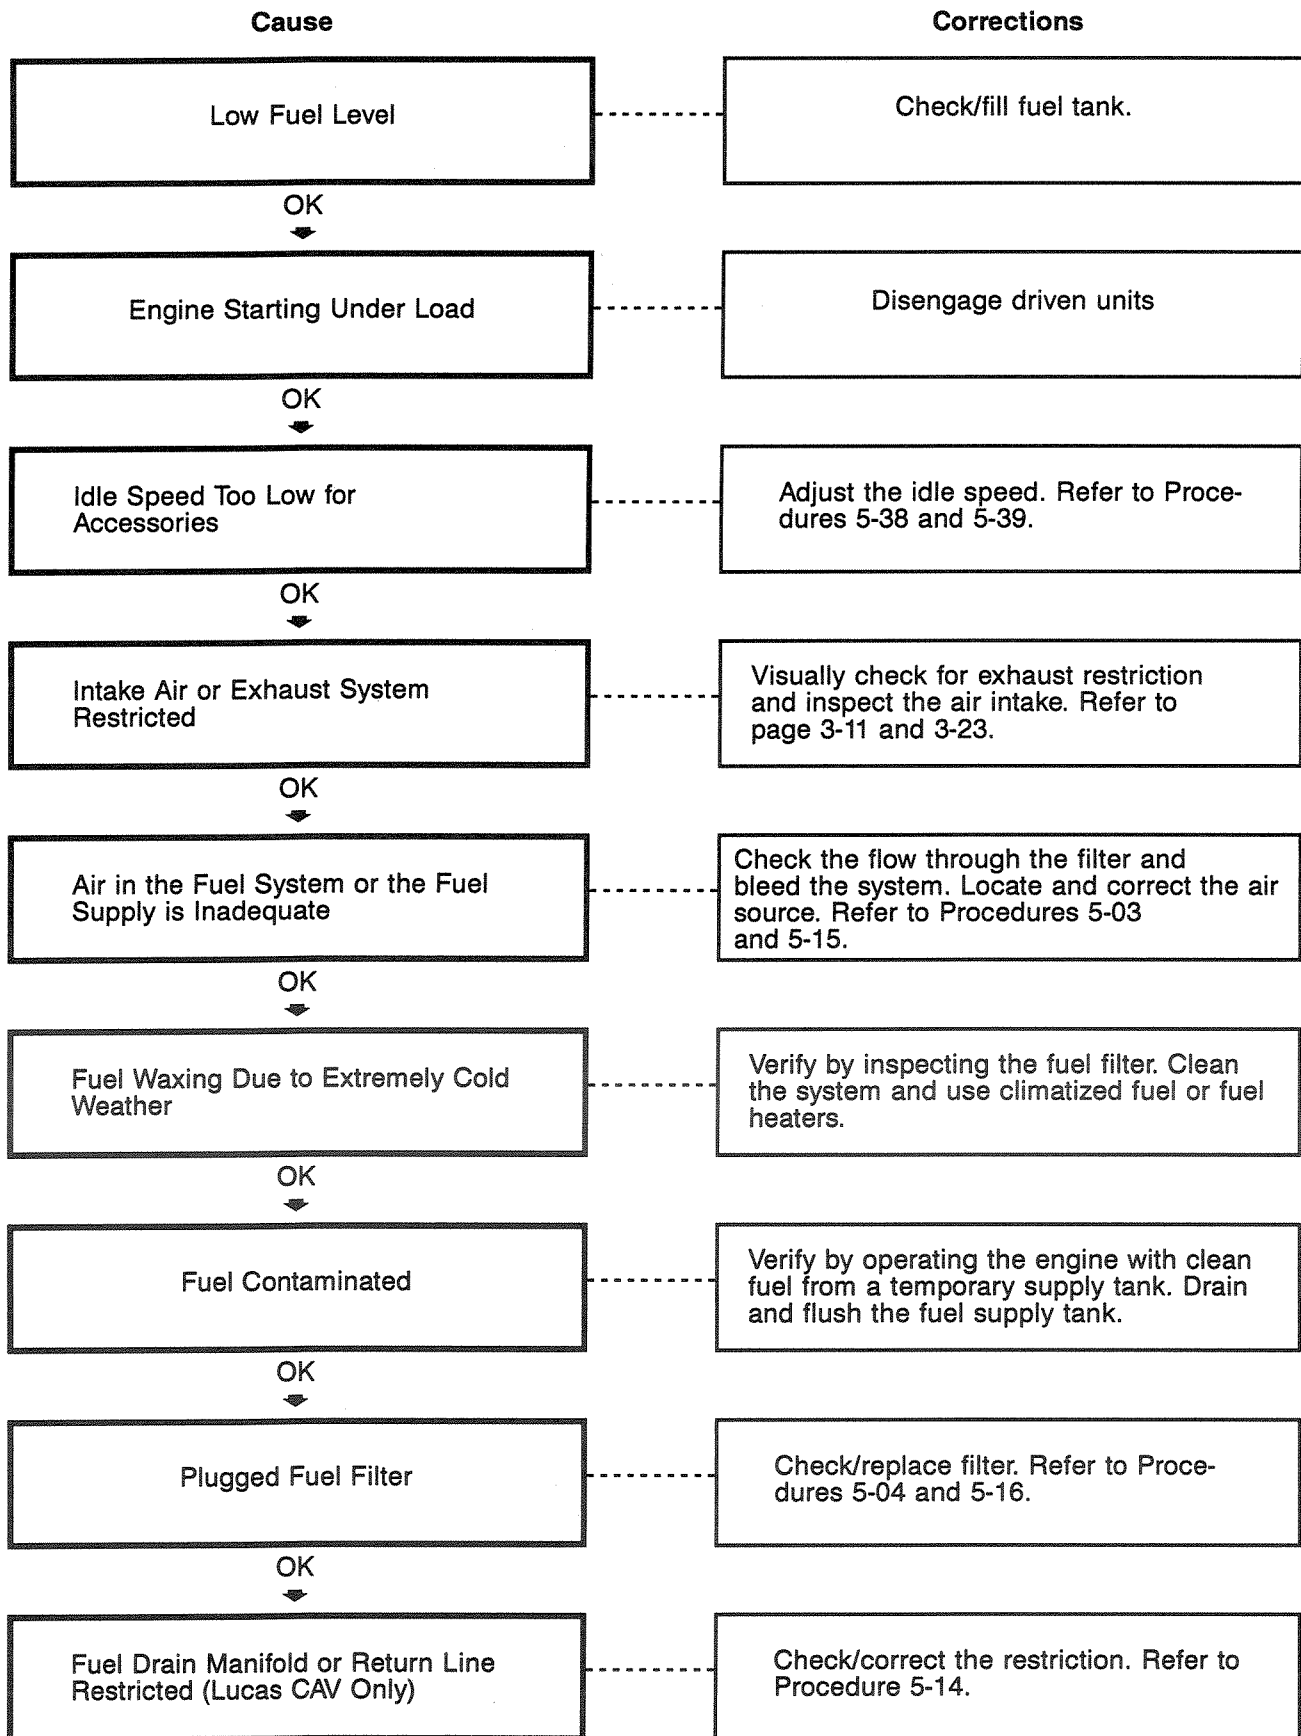 Cause
Corrections
Low Fuel Level
Check/fill fuel tank.
OK
Engine Starting Under Load
Disengage driven units
OK
Idle Speed Too Low for
Accessories
Adjust the idle speed. Refer to Proce-
dures 5-38 and 5-39.
OK
Intake Air or Exhaust System
Restricted
Visually check for exhaust restriction
and inspect the air intake. Refer to
page 3-11 and 3-23.
OK
Air in the Fuel System or the Fuel
Supply is Inadequate
Check the flow through the filter and
bleed the system. Locate and correct the air
source. Refer to Procedures 5-03
and 5-15.
OK
Fuel Waxing Due to Extremely Cold
Weather
Verify by inspecting the fuel filter. Clean
the system and use climatized fuel or fuel
heaters.
OK
Fuel Contaminated
Verify by operating the engine with clean
fuel from a temporary supply tank. Drain
and flush the fuel supply tank.
OK
Plugged Fuel Filter
Check/replace filter. Refer to Proce-
dures 5-04 and 5-16.
OK
Fuel Drain Manifold or Return Line
Restricted (Lucas CAV Only)
Check/correct the restriction. Refer to
Procedure 5-14.